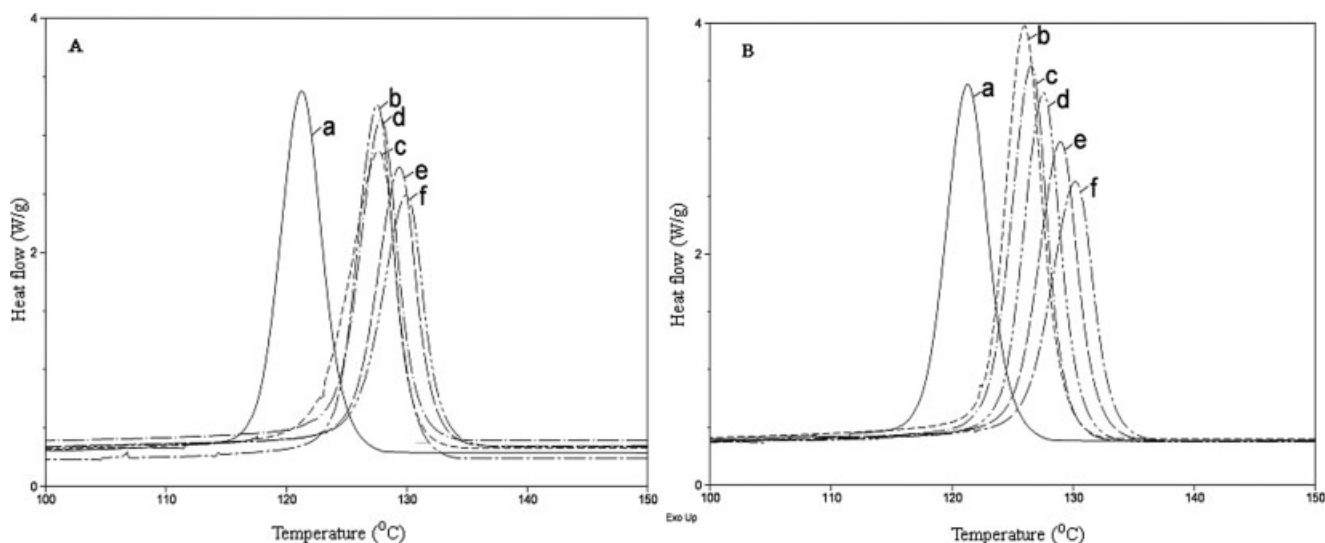 4
A
b
d
a
c
e
f
2
Heat flow (W/g)
0
100
110
120
130
140
150
Temperature (⁰C)
4
B
b
c
a
d
e
f
2
Heat flow (W/g)
0
100
110
120
130
140
150
Exo Up
Temperature (⁰C)